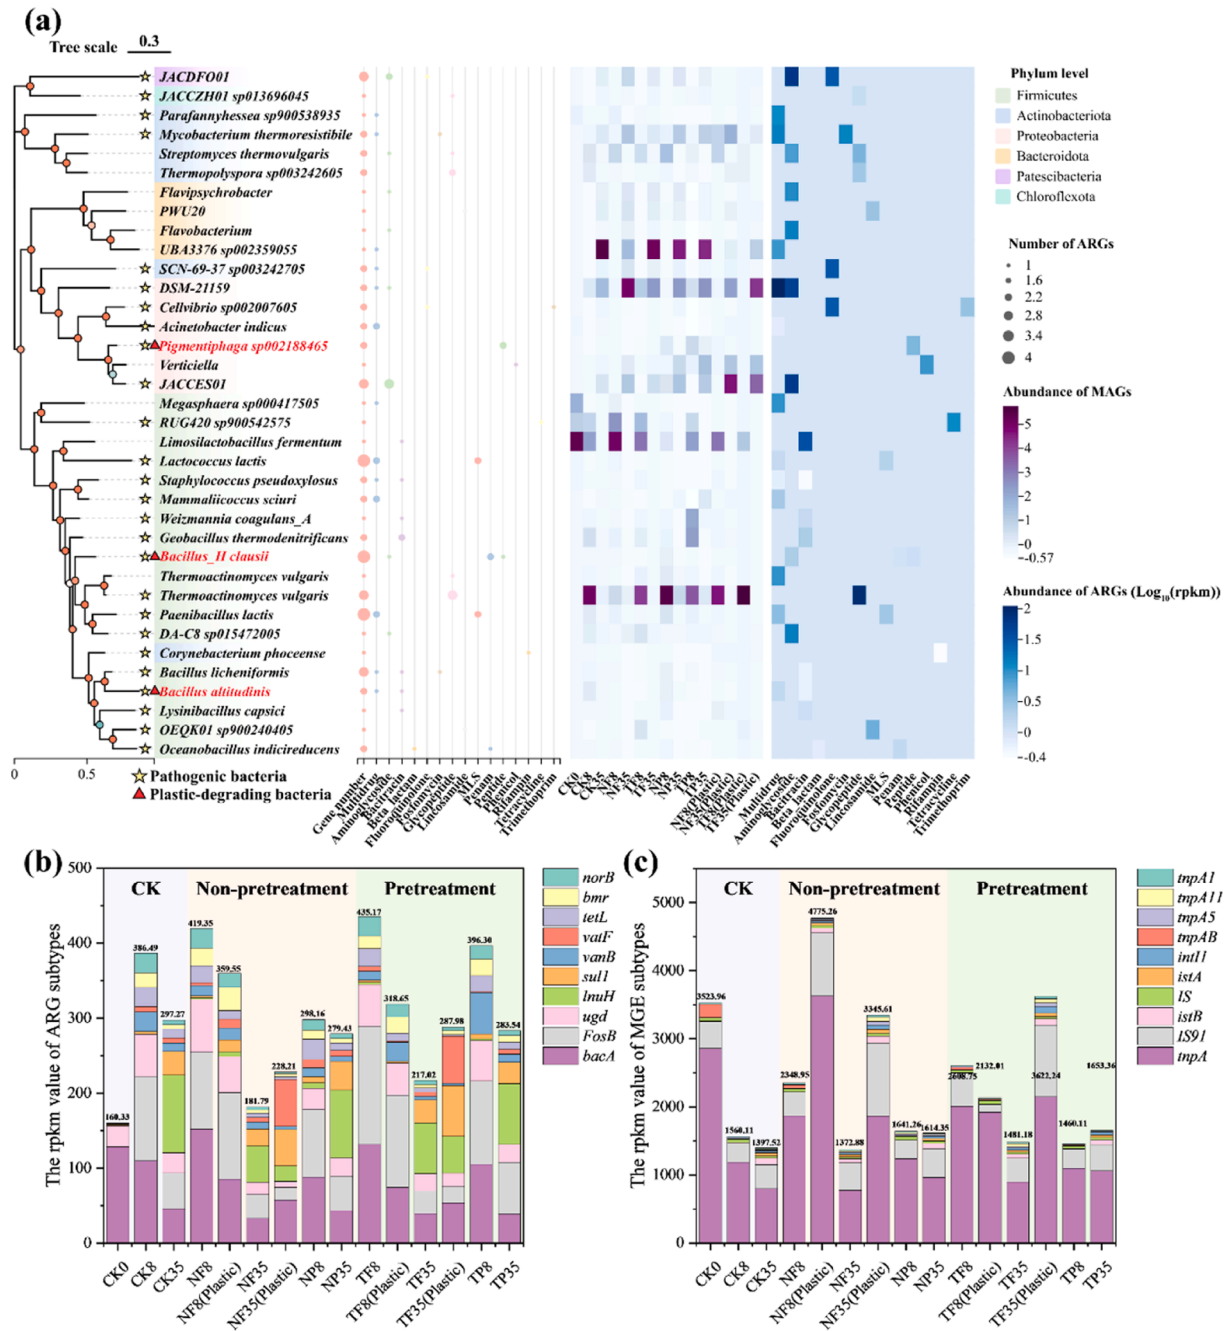 (a)
Tree scale 0.3
JACDFO01
JACCZH01 sp013696045
Parafannyhessea sp900538935
Mycobacterium thermoresistibile
Streptomyces thermovulgaris
Thermopolyspora sp003242605
Flavipsychrobacter
PWU20
Flavobacterium
UBA3376 sp002359055
SCN-69-37 sp003242705
DSM-21159
Cellvibrio sp002007605
Acinetobacter indicus
Pigmentiphaga sp002188465
Verticiella
JACCES01
Megasphaera sp000417505
RUG420 sp900542575
Limosilactobacillus fermentum
Lactococcus lactis
Staphylococcus pseudoxylosus
Mammaliicoccus sciuri
Weizmannia coagulans_A
Geobacillus thermodenitrificans
Bacillus_II clausii
Thermoactinomyces vulgaris
Thermoactinomyces vulgaris
Paenibacillus lactis
DA-C8 sp015472005
Corynebacterium phoceense
Bacillus licheniformis
Bacillus altitudinis
Lysinibacillus capsici
OEQK01 sp900240405
Oceanobacillus indicireducens
0 0.5
Pathogenic bacteria
Plastic-degrading bacteria
Gene number
Multidrug
Aminoglycoside
Bacitracin
Beta_lactam
Fluoroquinolone
Fosfomycin
Glycopeptide
Lincosamide
MLS
Penam
Peptide
Phenicol
Rifamycin
Tetracycline
Trimethoprim
CK0
CK8
CK35
NF8
NF35
TF8
TF35
NP8
NP35
TP8
TP35
NF8(Plastic)
NF35(Plastic)
TF8(Plastic)
TF35(Plastic)
Multidrug
Aminoglycoside
Bacitracin
Beta_lactam
Fluoroquinolone
Fosfomycin
Glycopeptide
Lincosamide
MLS
Penam
Peptide
Phenicol
Rifampine
Tetracycline
Trimethoprim
Phylum level
Firmicutes
Actinobacteriota
Proteobacteria
Bacteroidota
Patescibacteria
Chloroflexota
Number of ARGs
1
1.6
2.2
2.8
3.4
4
Abundance of MAGs
5
4
3
2
1
0
-0.57
Abundance of ARGs (Log10(rpkm))
2
1.5
1
0.5
0
-0.4
(b)
The rpkm value of ARG subtypes
500
400
300
200
100
0
CK Non-pretreatment Pretreatment
160.33
386.49
297.27
419.35
359.55
181.79
228.21
298.16
279.43
435.17
318.65
217.02
287.98
396.30
283.54
CK0
CK8
CK35
NF8
NF8(Plastic)
NF35
NF35(Plastic)
NP8
NP35
TF8
TF8(Plastic)
TF35
TF35(Plastic)
TP8
TP35
norB
bmr
tetL
vatF
vanB
sul1
lnuH
ugd
FosB
bacA
(c)
The rpkm value of MGE subtypes
5000
4000
3000
2000
1000
0
CK Non-pretreatment Pretreatment
3523.96
1560.11
1397.52
2348.95
4775.26
1372.88
3345.61
1641.26
1614.35
2608.75
2132.01
1481.18
3622.24
1460.11
1653.36
CK0
CK8
CK35
NF8
NF8(Plastic)
NF35
NF35(Plastic)
NP8
NP35
TF8
TF8(Plastic)
TF35
TF35(Plastic)
TP8
TP35
tnpA1
tnpA11
tnpA5
tnpAB
intI1
istA
IS
istB
IS91
tnpA